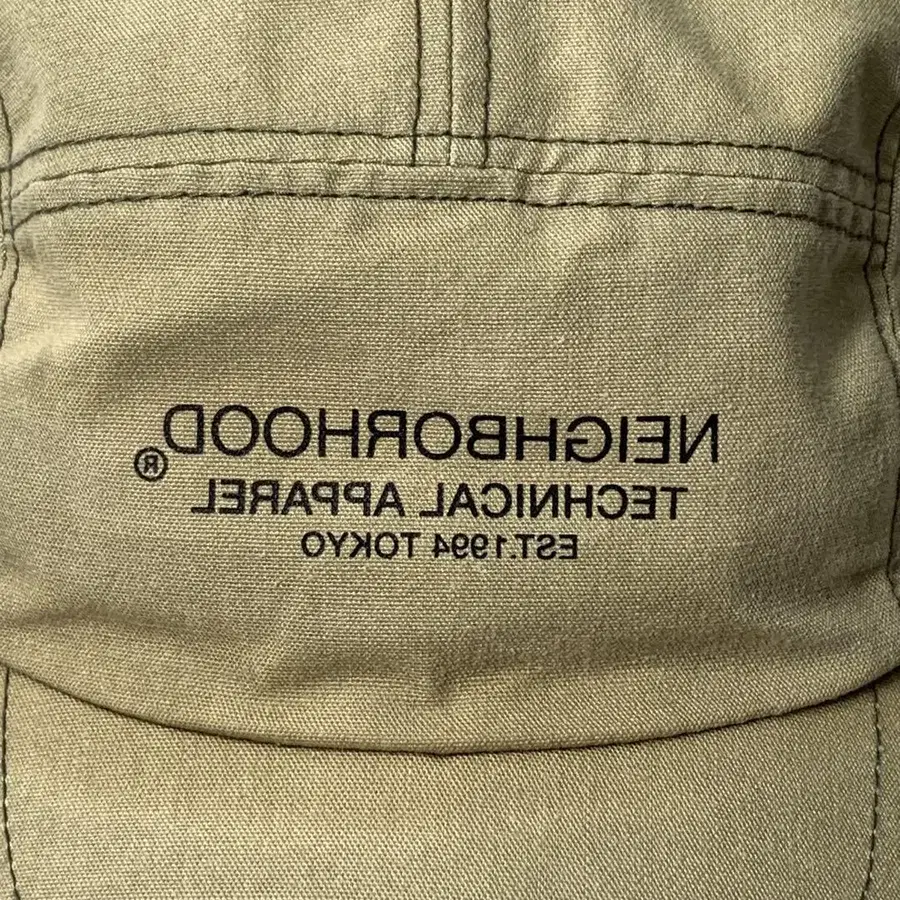 NEIGHBORHOOD®
TECHNICAL APPAREL
EST.1994 TOKYO